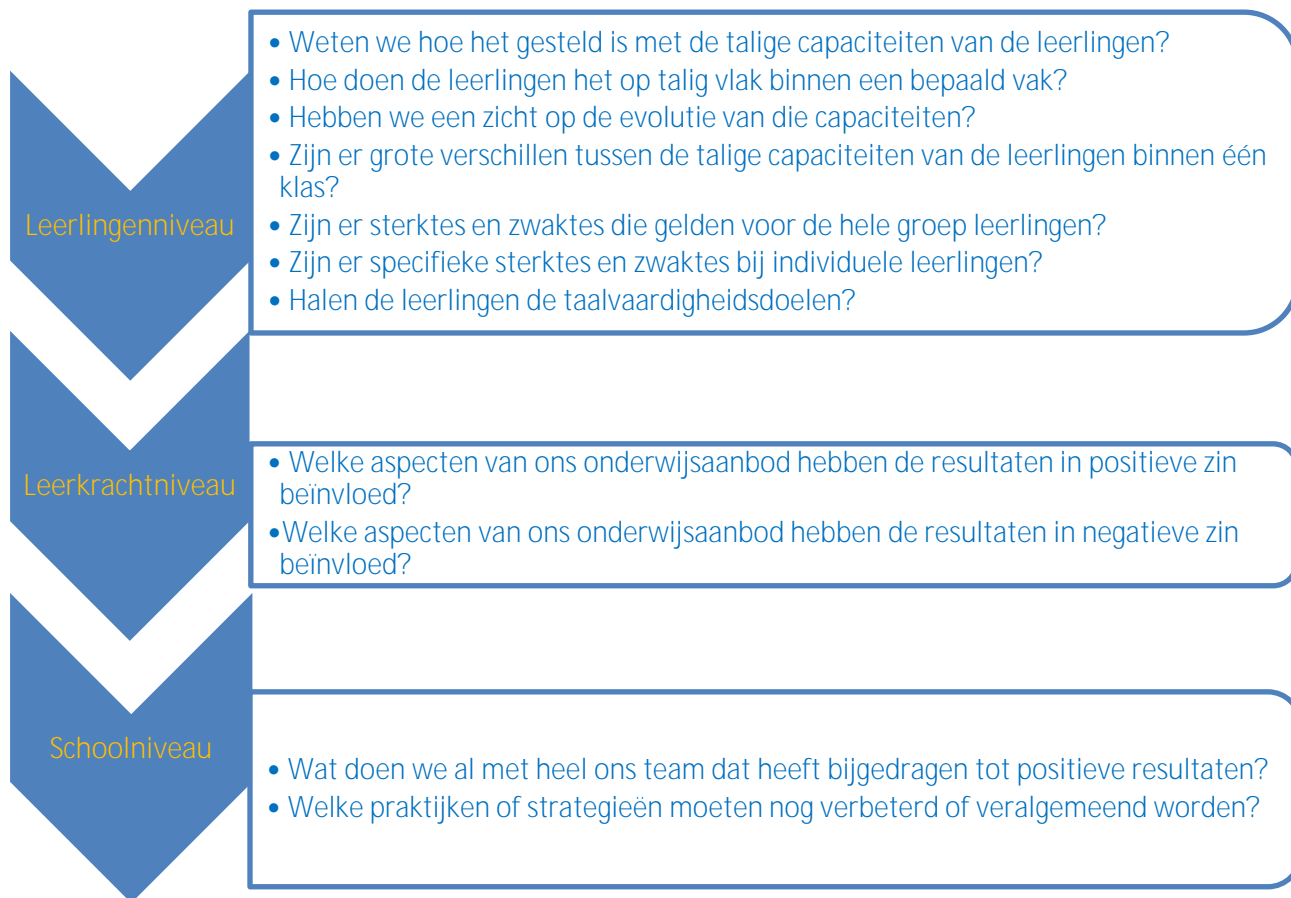 Leerlingenniveau
• Weten we hoe het gesteld is met de talige capaciteiten van de leerlingen?
• Hoe doen de leerlingen het op talig vlak binnen een bepaald vak?
• Hebben we een zicht op de evolutie van die capaciteiten?
• Zijn er grote verschillen tussen de talige capaciteiten van de leerlingen binnen één
klas?
• Zijn er sterktes en zwaktes die gelden voor de hele groep leerlingen?
• Zijn er specifieke sterktes en zwaktes bij individuele leerlingen?
• Halen de leerlingen de taalvaardigheidsdoelen?
Leerkrachtniveau
• Welke aspecten van ons onderwijsaanbod hebben de resultaten in positieve zin
beïnvloed?
•Welke aspecten van ons onderwijsaanbod hebben de resultaten in negatieve zin
beïnvloed?
Schoolniveau
• Wat doen we al met heel ons team dat heeft bijgedragen tot positieve resultaten?
• Welke praktijken of strategieën moeten nog verbeterd of veralgemeend worden?